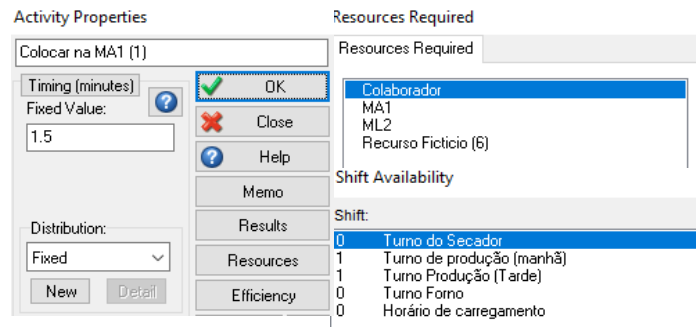 Activity Properties
Colocar na MA1 (1)
Timing (minutes)
Fixed Value:
1.5
Distribution:
Fixed
New
Detail
OK
Close
Help
Memo
Results
Resources
Efficiency
Resources Required
Resources Required
Colaborador
MA1
ML2
Recurso Ficticio (6)
Shift Availability
Shift:
0 Turno do Secador
1 Turno de produção (manhã)
1 Turno Produção (Tarde)
0 Turno Forno
0 Horário de carregamento